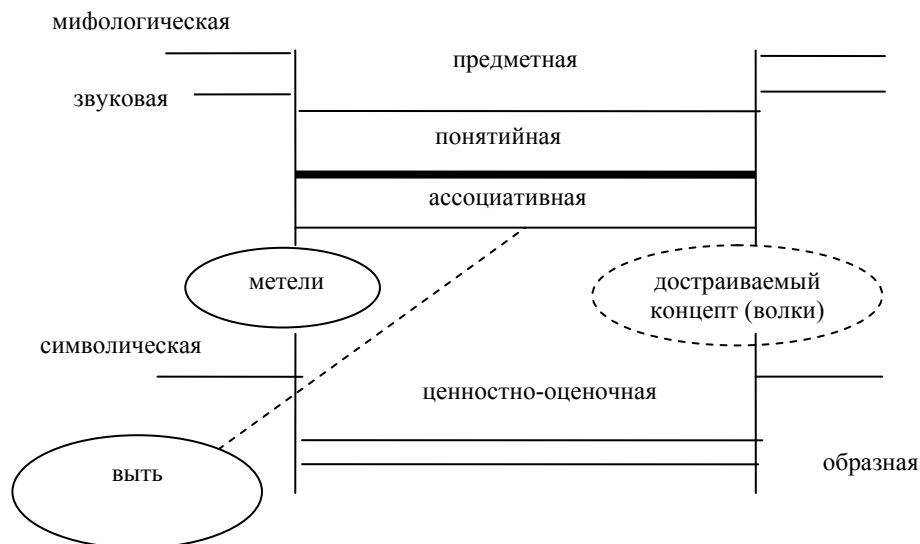 мифологическая
предметная
звуковая
понятийная
ассоциативная
метели
достраиваемый
концепт (волки)
символическая
ценностно-оценочная
образная
выть